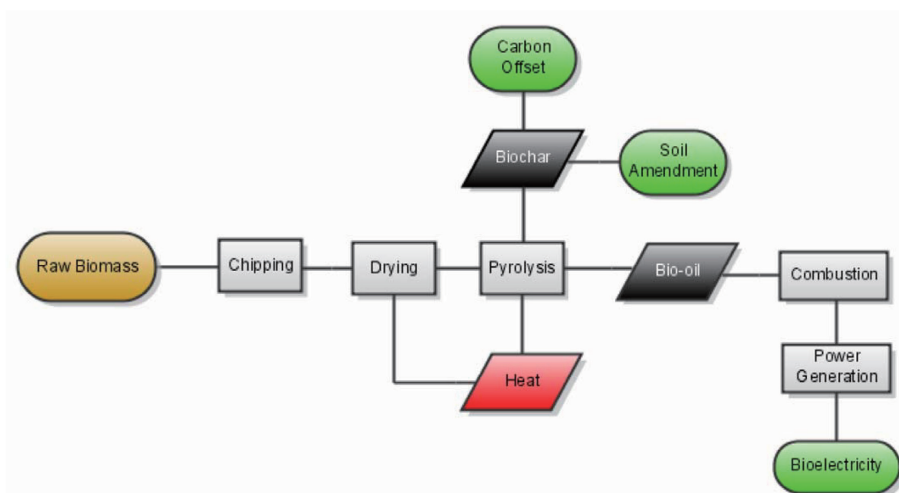 Carbon
Offset
Biochar
Soil
Amendment
Raw Biomass
Chipping
Drying
Pyrolysis
Bio-oil
Combustion
Heat
Power
Generation
Bioelectricity